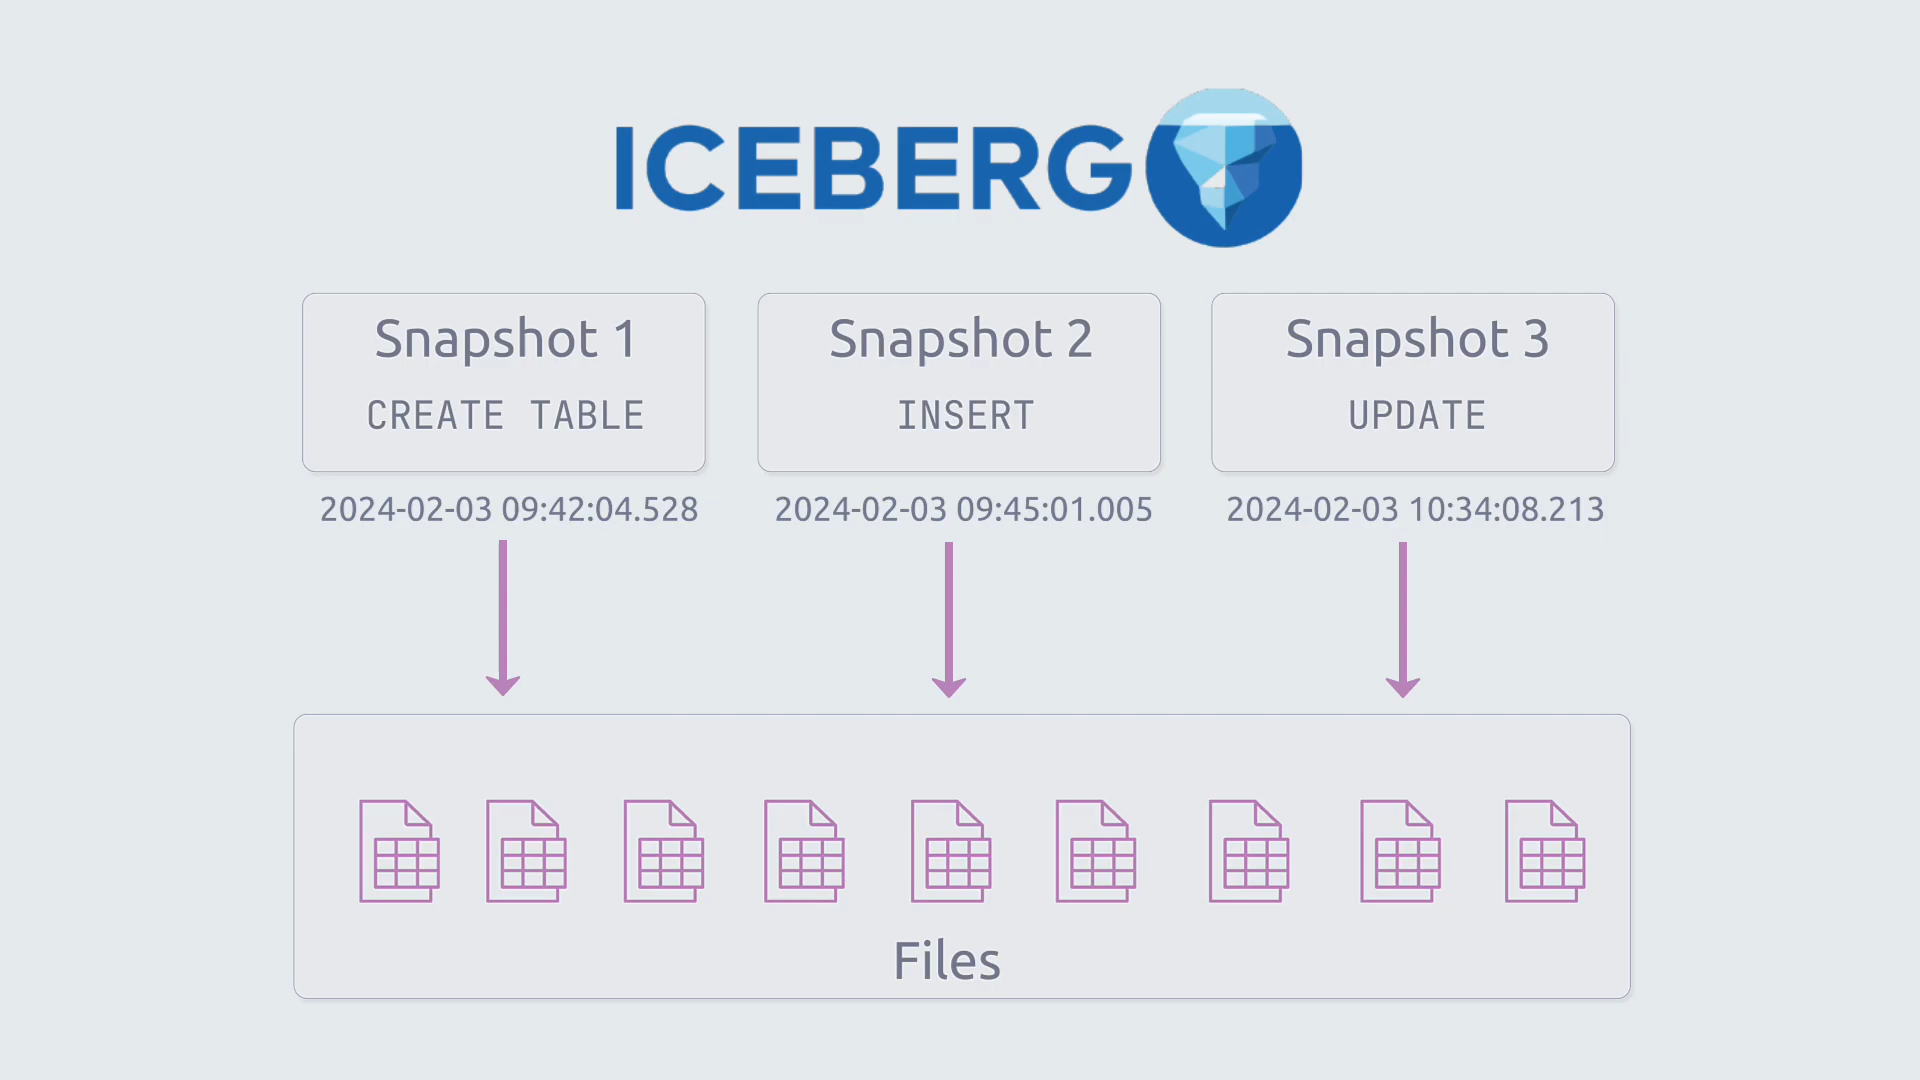 ICEBERG
Snapshot 1
CREATE TABLE
2024-02-03 09:42:04.528
Snapshot 2
INSERT
2024-02-03 09:45:01.005
Snapshot 3
UPDATE
2024-02-03 10:34:08.213
Files